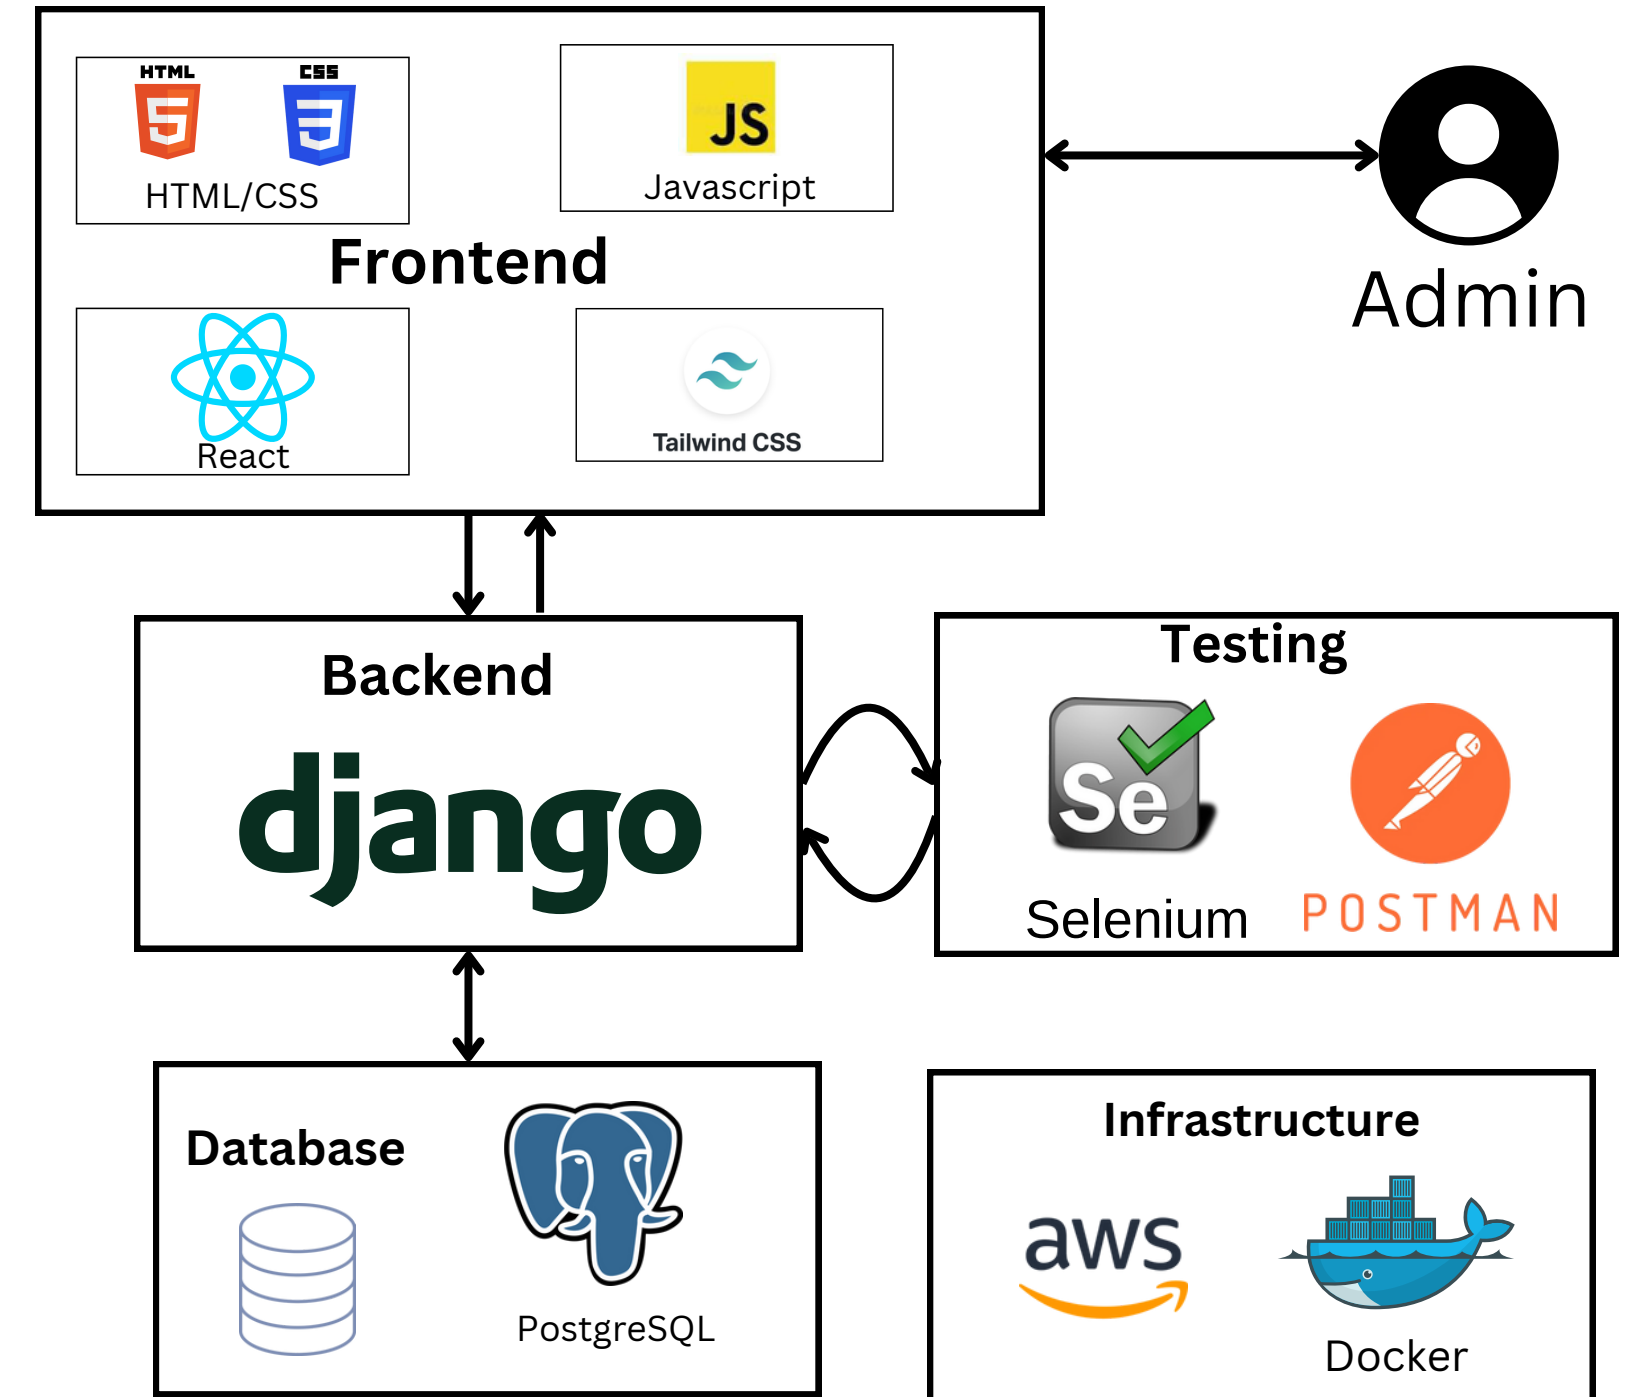 HTML
CSS
HTML/CSS
JS
Javascript
Frontend
React
Tailwind CSS
Admin
Backend
django
Testing
Se
Selenium
POSTMAN
Database
PostgreSQL
Infrastructure
aws
Docker